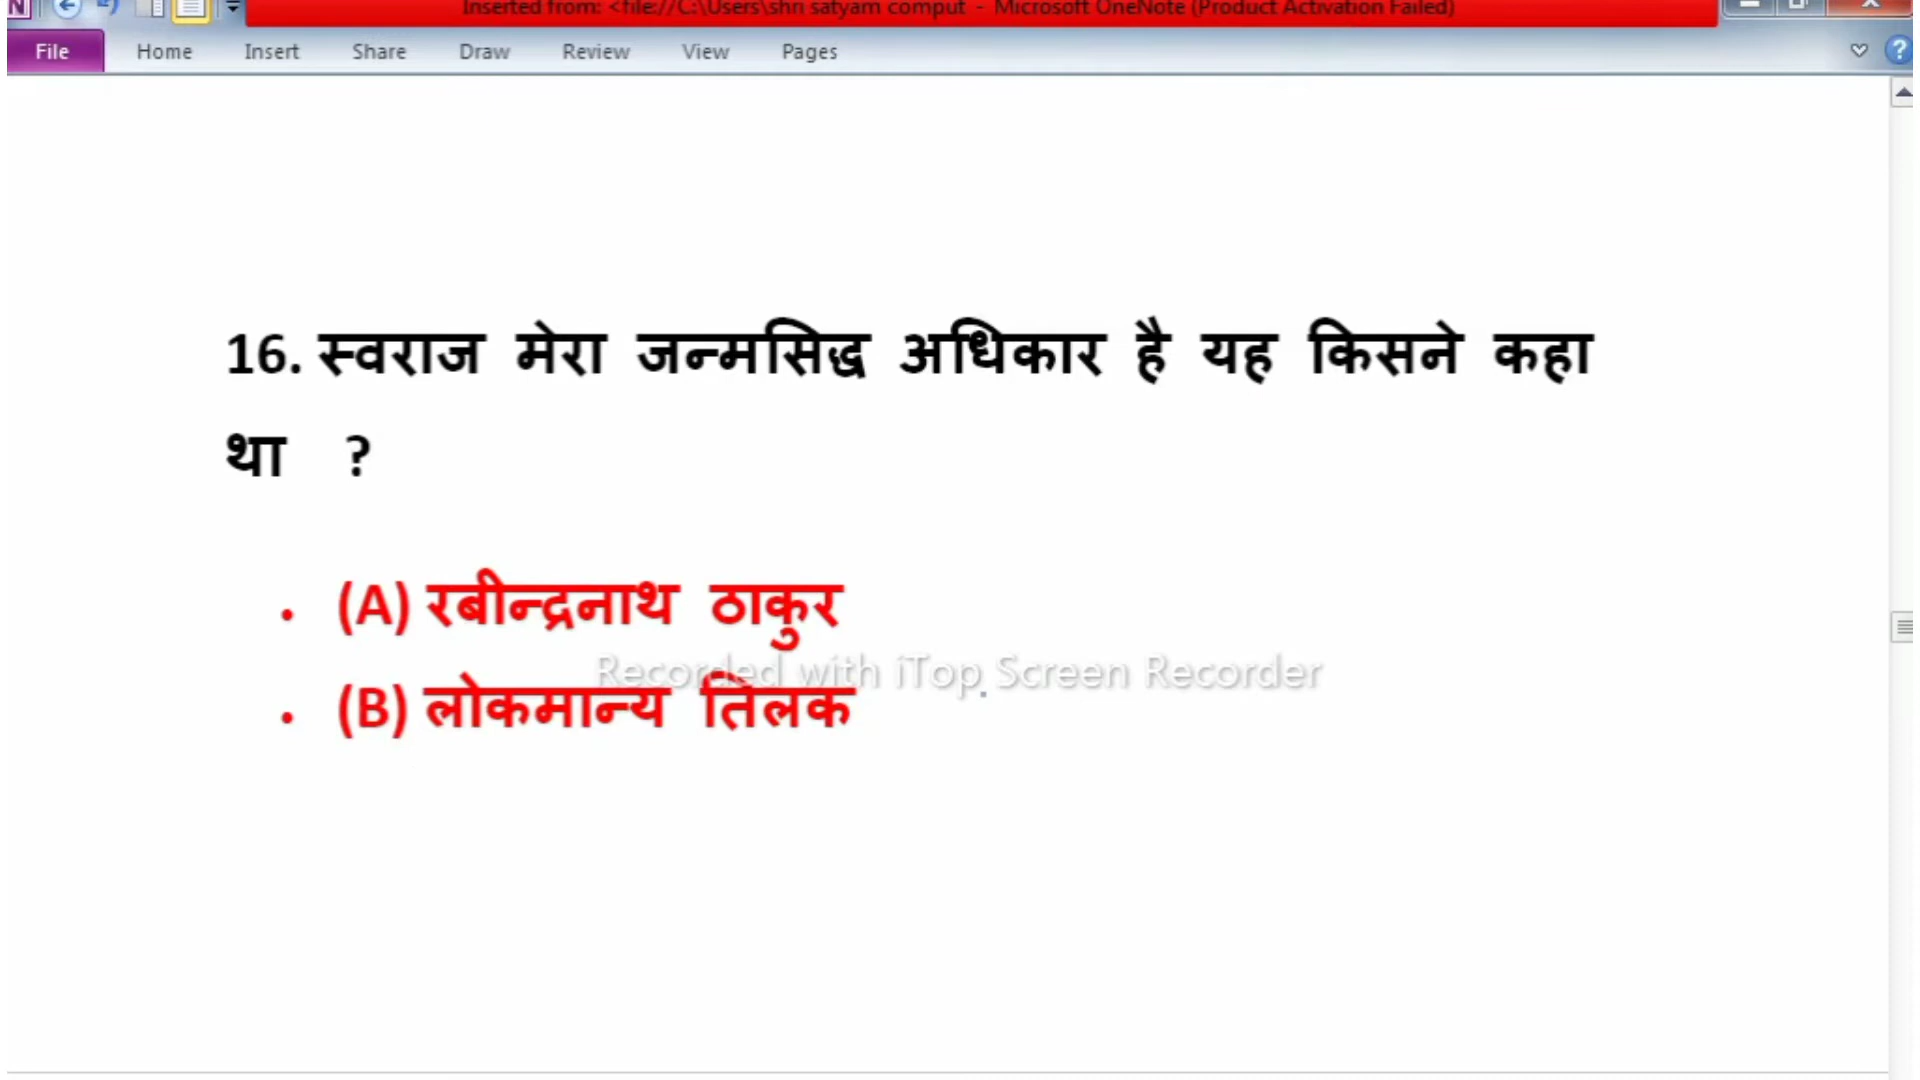 Inserted from: <file://C:\Users\shri satyam comput - Microsoft OneNote (Product Activation Failed)
File Home Insert Share Draw Review View Pages
16. स्वराज मेरा जन्मसिद्ध अधिकार है यह किसने कहा
था ?
• (A) रबीन्द्रनाथ ठाकुर
Recorded with iTop Screen Recorder
• (B) लोकमान्य तिलक